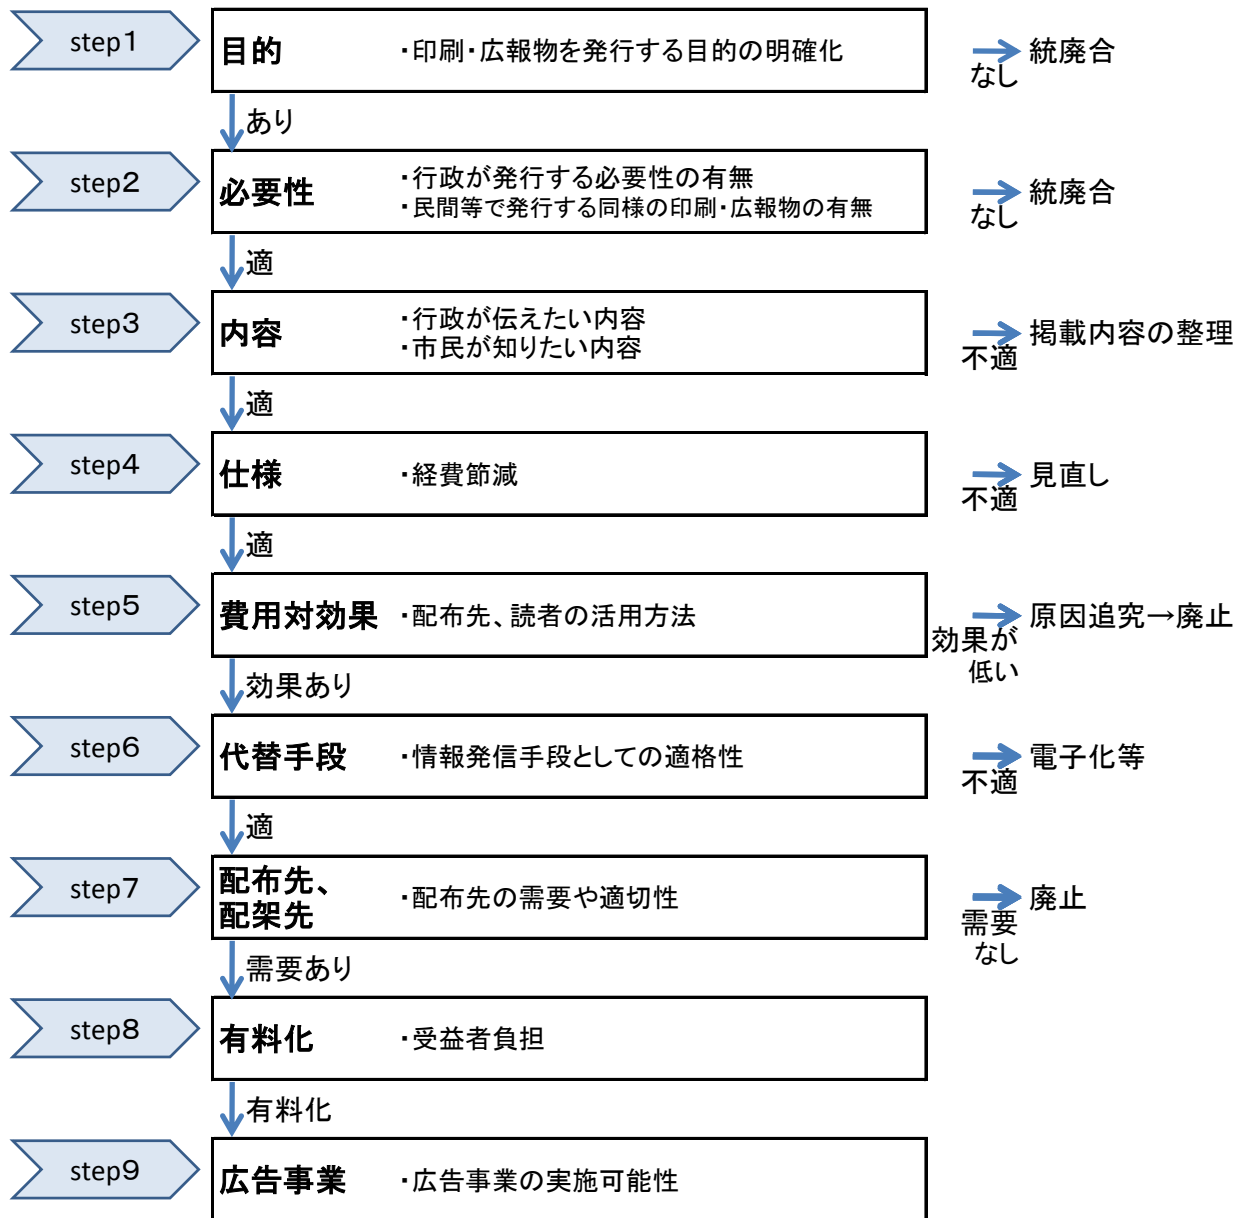 step1
目的
・印刷・広報物を発行する目的の明確化
統廃合
なし
あり
step2
必要性
・行政が発行する必要性の有無
・民間等で発行する同様の印刷・広報物の有無
統廃合
なし
適
step3
内容
・行政が伝えたい内容
・市民が知りたい内容
掲載内容の整理
不適
適
step4
仕様
・経費節減
見直し
不適
適
step5
費用対効果
・配布先、読者の活用方法
原因追究→廃止
効果が
低い
効果あり
step6
代替手段
・情報発信手段としての適格性
電子化等
不適
適
step7
配布先、
配架先
・配布先の需要や適切性
廃止
需要
なし
需要あり
step8
有料化
・受益者負担
有料化
step9
広告事業
・広告事業の実施可能性